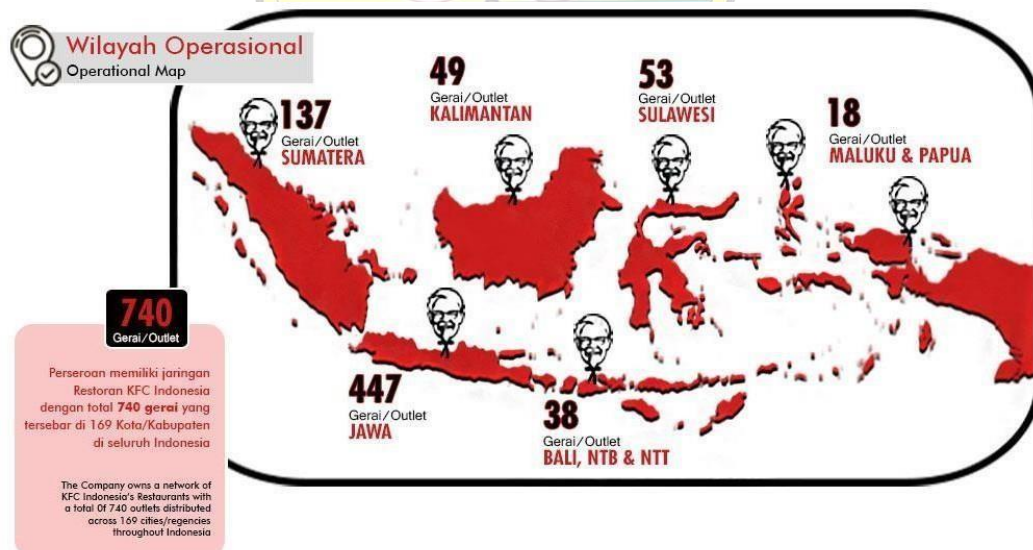 Wilayah Operasional
Operational Map
137
Gerai/Outlet
SUMATERA
49
Gerai/Outlet
KALIMANTAN
53
Gerai/Outlet
SULAWESI
18
Gerai/Outlet
MALUKU & PAPUA
447
Gerai/Outlet
JAWA
38
Gerai/Outlet
BALI, NTB & NTT
740
Gerai/Outlet
Perseroan memiliki jaringan
Restoran KFC Indonesia
dengan total 740 gerai yang
tersebar di 169 Kota/Kabupaten
di seluruh Indonesia
The Company owns a network of
KFC Indonesia's Restaurants with
a total 0f 740 outlets distributed
across 169 cities/regencies
throughout Indonesia